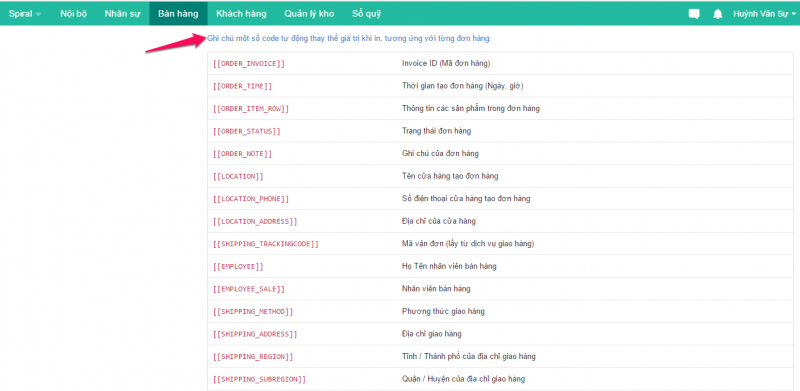 Spiral Nội bộ Nhân sự Bán hàng Khách hàng Quản lý kho Sổ quỹ Huỳnh Văn Sự
Ghi chú một số code tự động thay thế giá trị khi in, tương ứng với từng đơn hàng:
[[ORDER_INVOICE]] Invoice ID (Mã đơn hàng)
[[ORDER_TIME]] Thời gian tạo đơn hàng (Ngày, giờ)
[[ORDER_ITEM_ROW]] Thông tin các sản phẩm trong đơn hàng
[[ORDER_STATUS]] Trạng thái đơn hàng
[[ORDER_NOTE]] Ghi chú của đơn hàng
[[LOCATION]] Tên cửa hàng tạo đơn hàng
[[LOCATION_PHONE]] Số điện thoại cửa hàng tạo đơn hàng
[[LOCATION_ADDRESS]] Địa chỉ của cửa hàng
[[SHIPPING_TRACKINGCODE]] Mã vận đơn (lấy từ dịch vụ giao hàng)
[[EMPLOYEE]] Họ Tên nhân viên bán hàng
[[EMPLOYEE_SALE]] Nhân viên bán hàng
[[SHIPPING_METHOD]] Phương thức giao hàng
[[SHIPPING_ADDRESS]] Địa chỉ giao hàng
[[SHIPPING_REGION]] Tỉnh / Thành phố của địa chỉ giao hàng
[[SHIPPING_SUBREGION]] Quận / Huyện của địa chỉ giao hàng